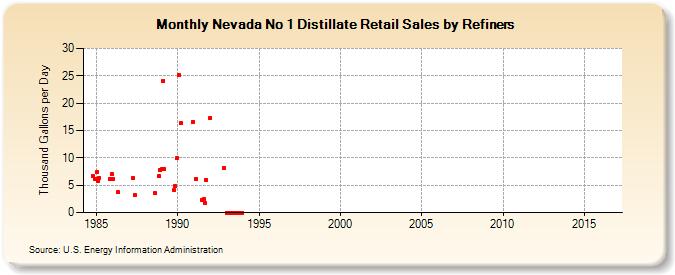 Monthly Nevada No 1 Distillate Retail Sales by Refiners
Thousand Gallons per Day
30
25
20
15
10
5
0
1985 1990 1995 2000 2005 2010 2015
Source: U.S. Energy Information Administration